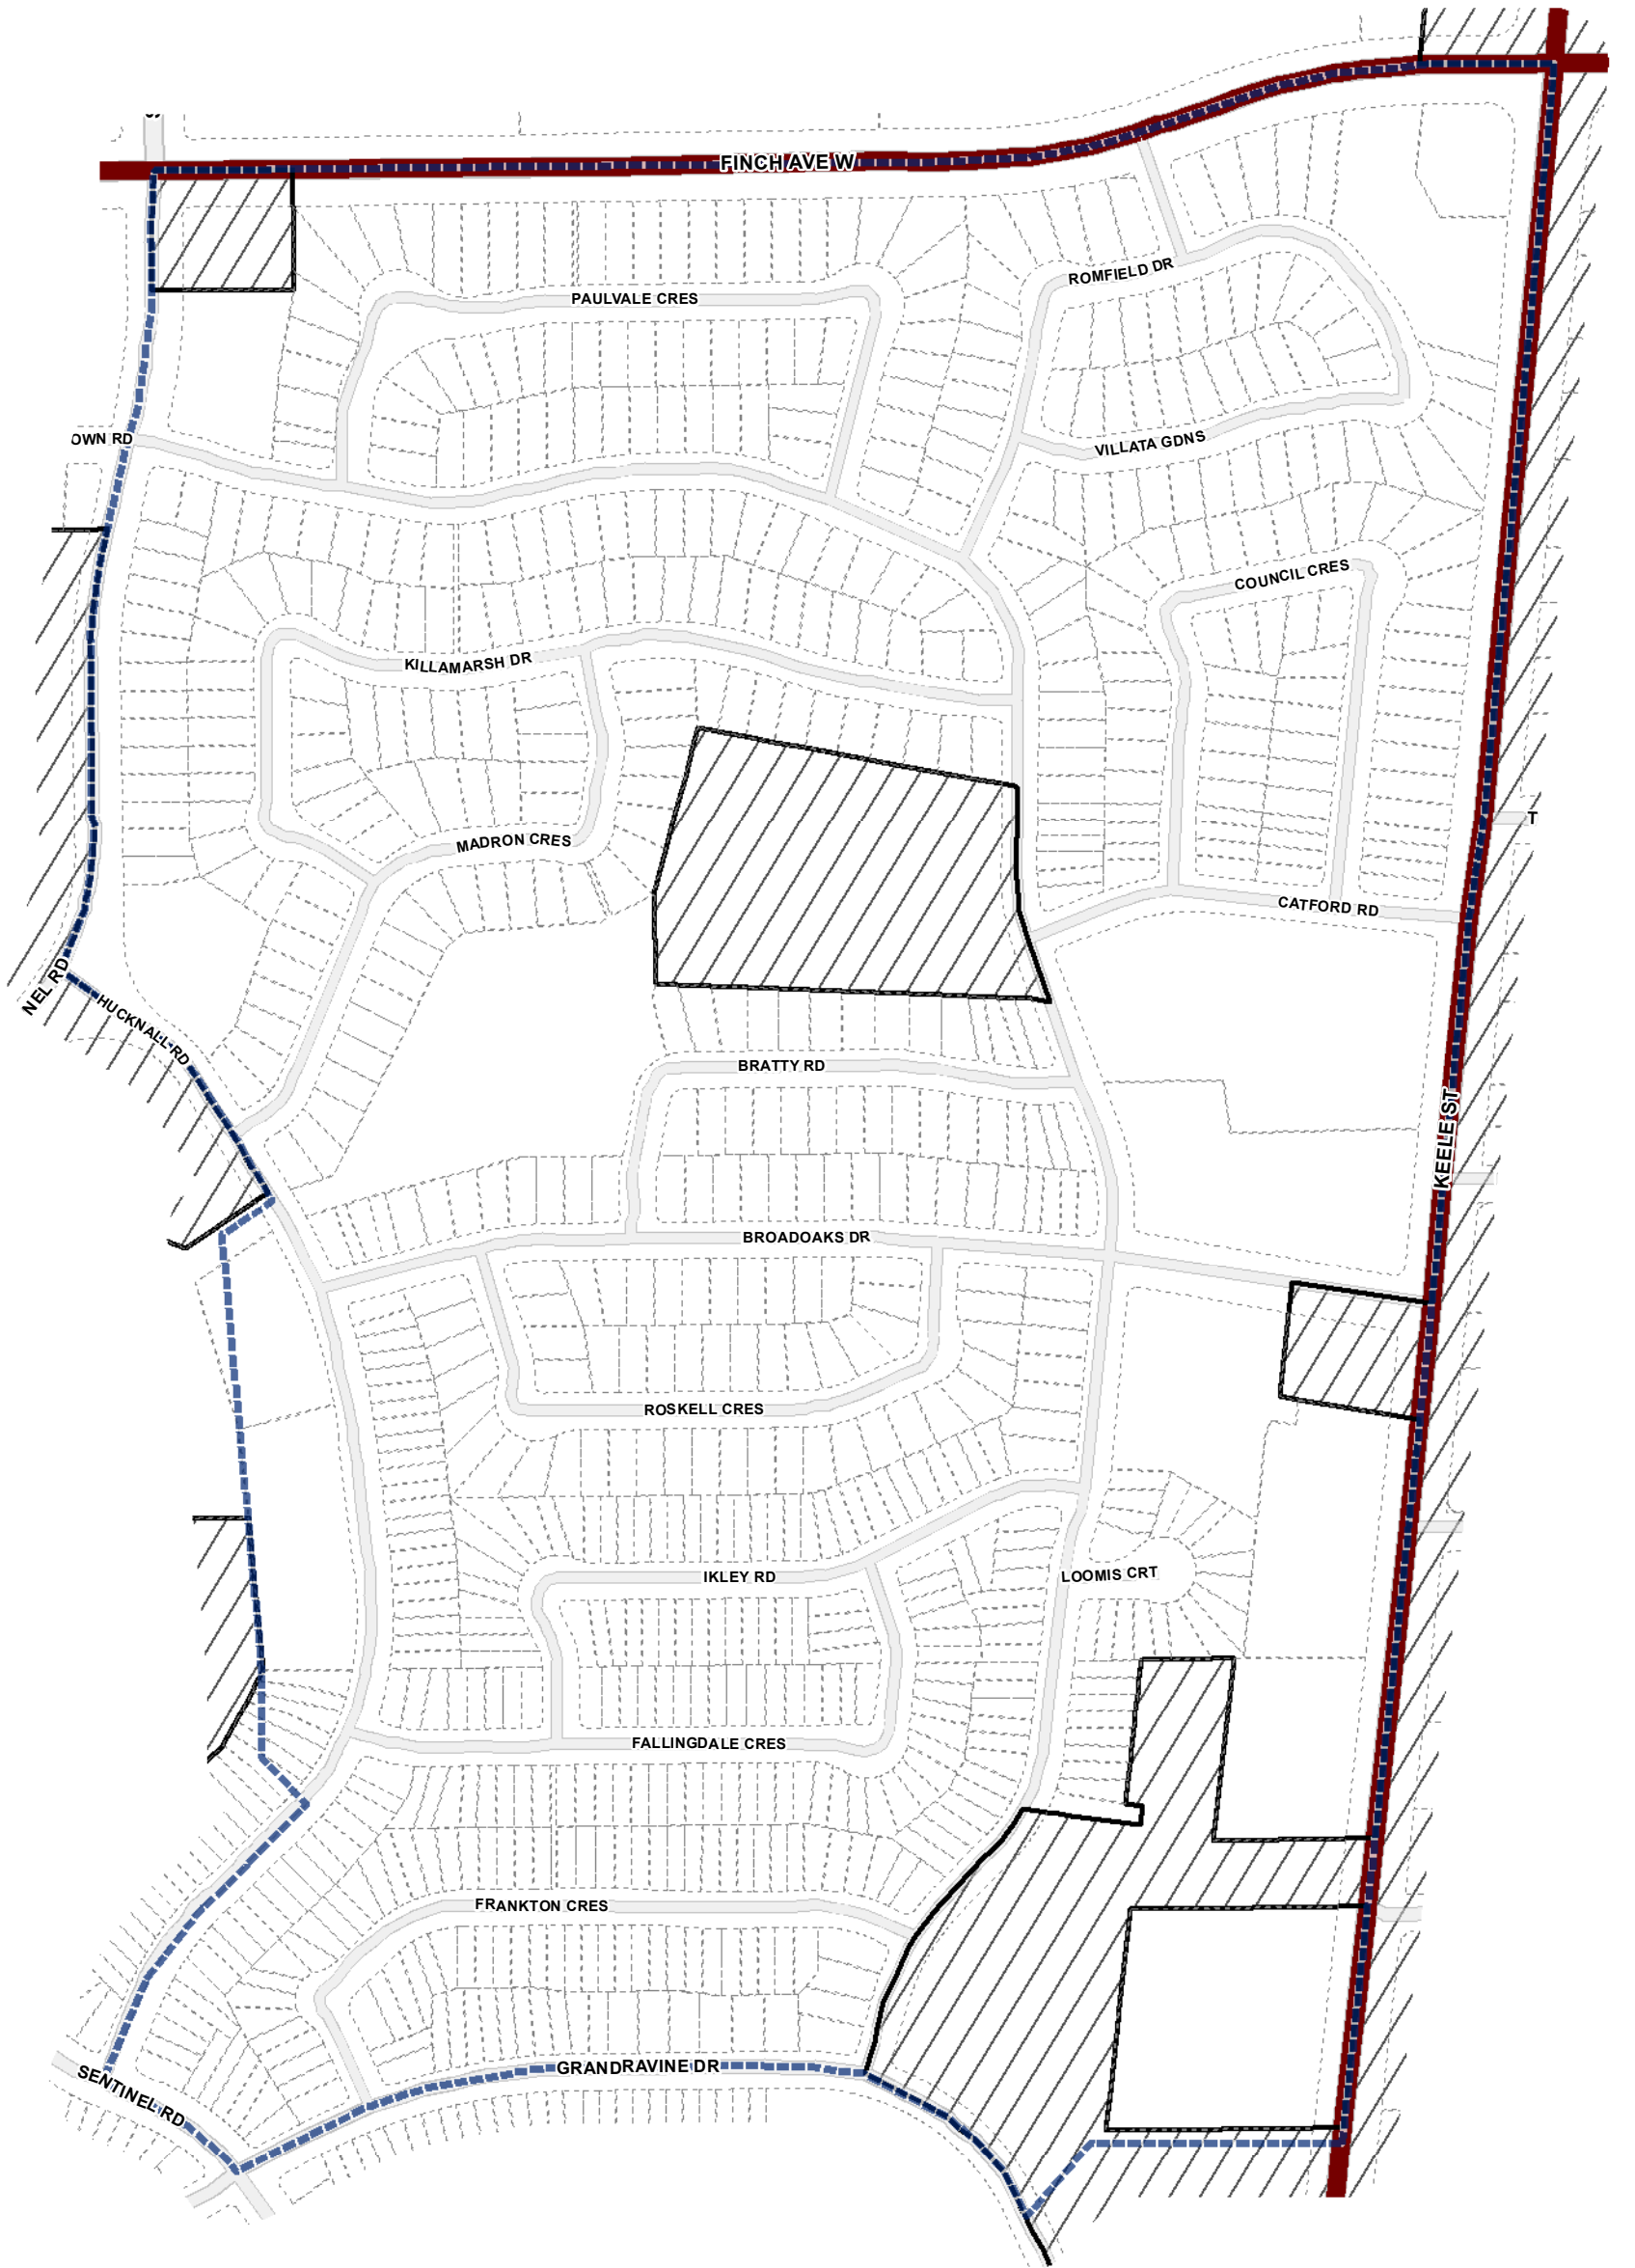 FINCH AVE W
ROMFIELD DR
PAULVALE CRES
OWN RD
VILLATA GDNS
COUNCIL CRES
KILLAMARSH DR
T
MADRON CRES
CATFORD RD
NEL RD
HUCKNALL RD
BRATTY RD
KEELE ST
BROADOAKS DR
ROSKELL CRES
IKLEY RD
LOOMIS CRT
FALLINGDALE CRES
FRANKTON CRES
GRANDRAVINE DR
SENTINEL RD